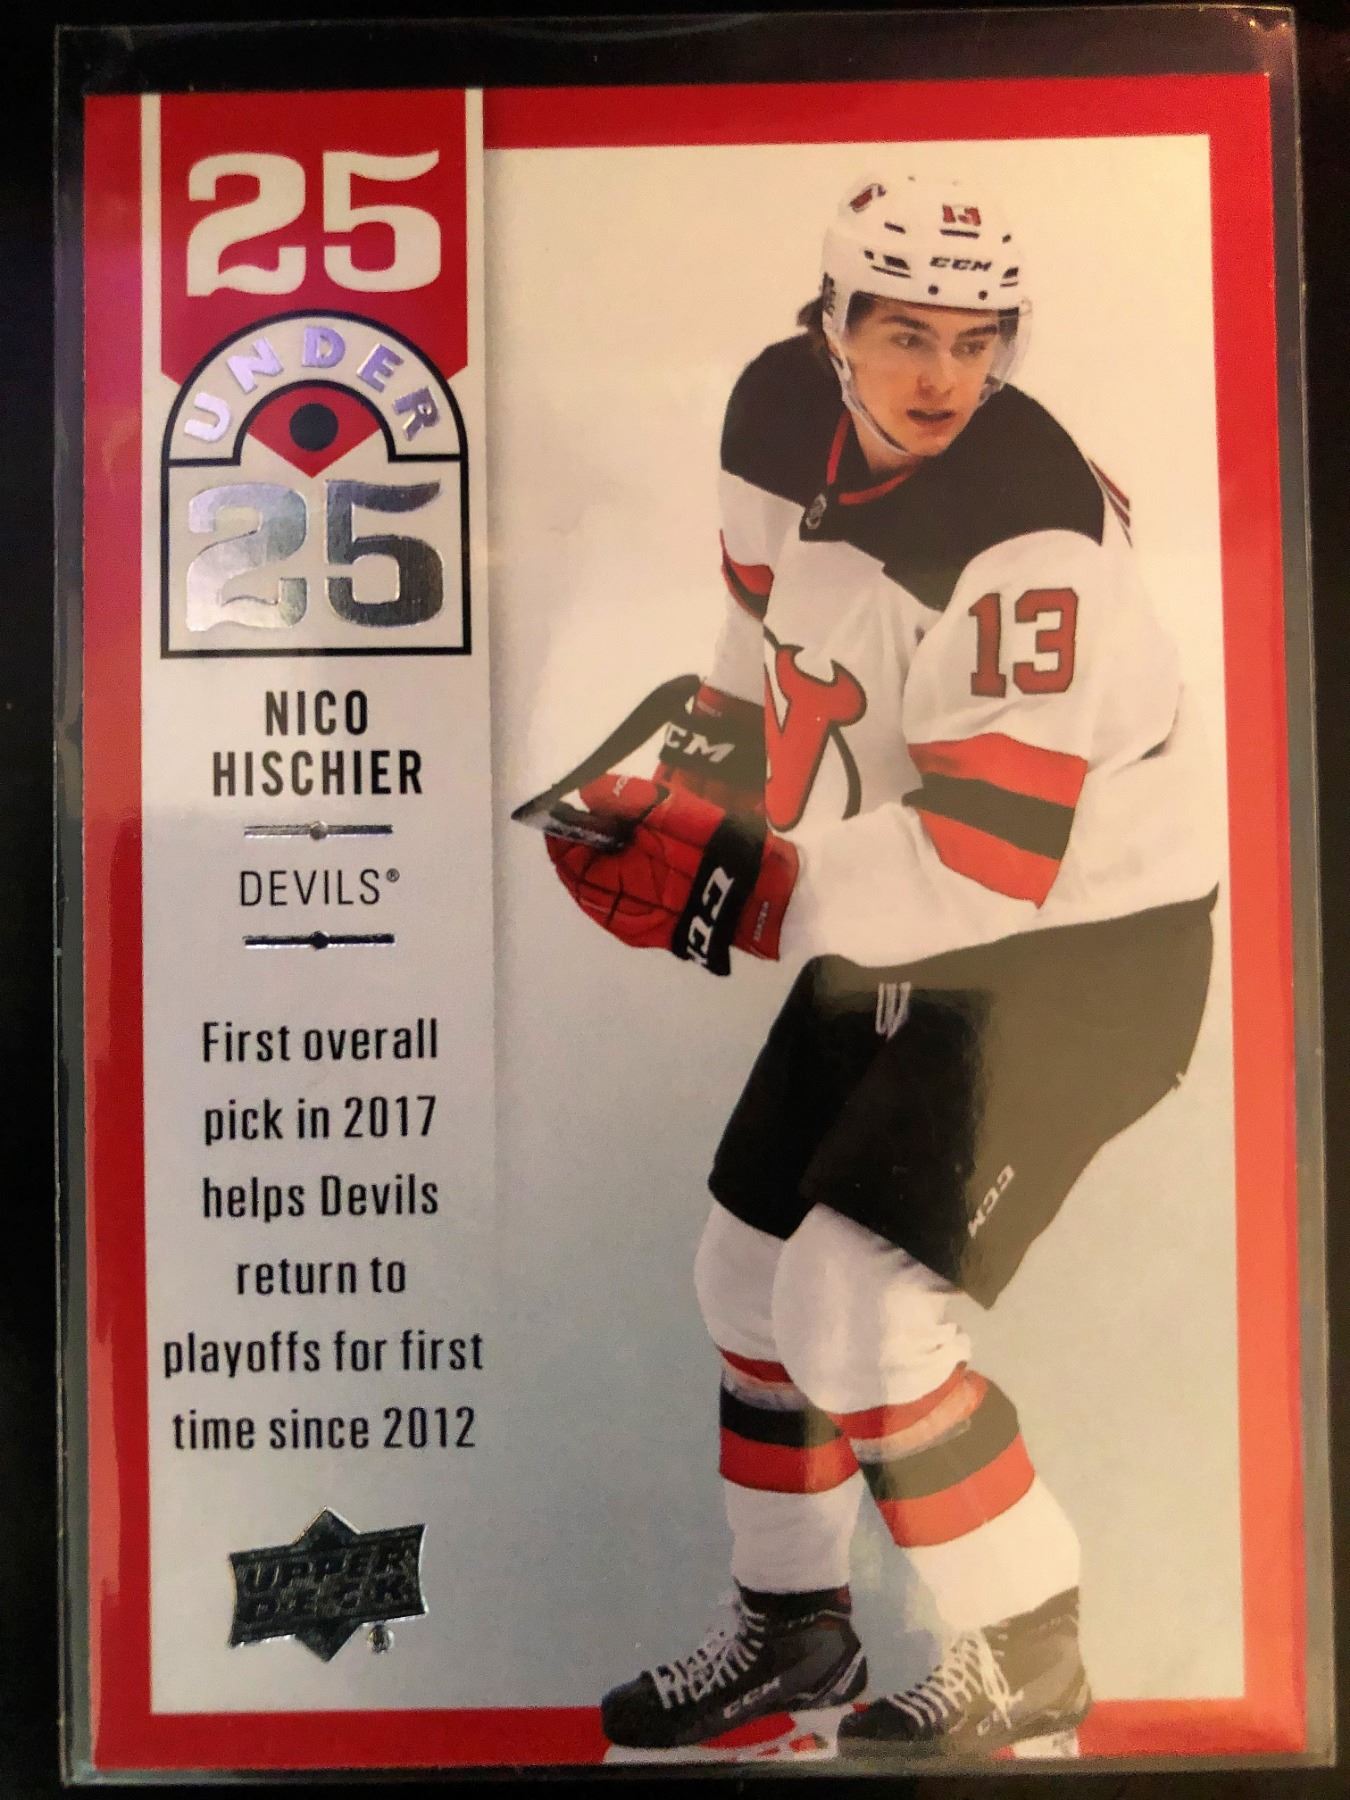 25
UNDER
25
NICO
HISCHIER
DEVILS®
First overall
pick in 2017
helps Devils
return to
playoffs for first
time since 2012
UPPER
DECK
13
CCM
13
CCM
CCM
CCM
CCM